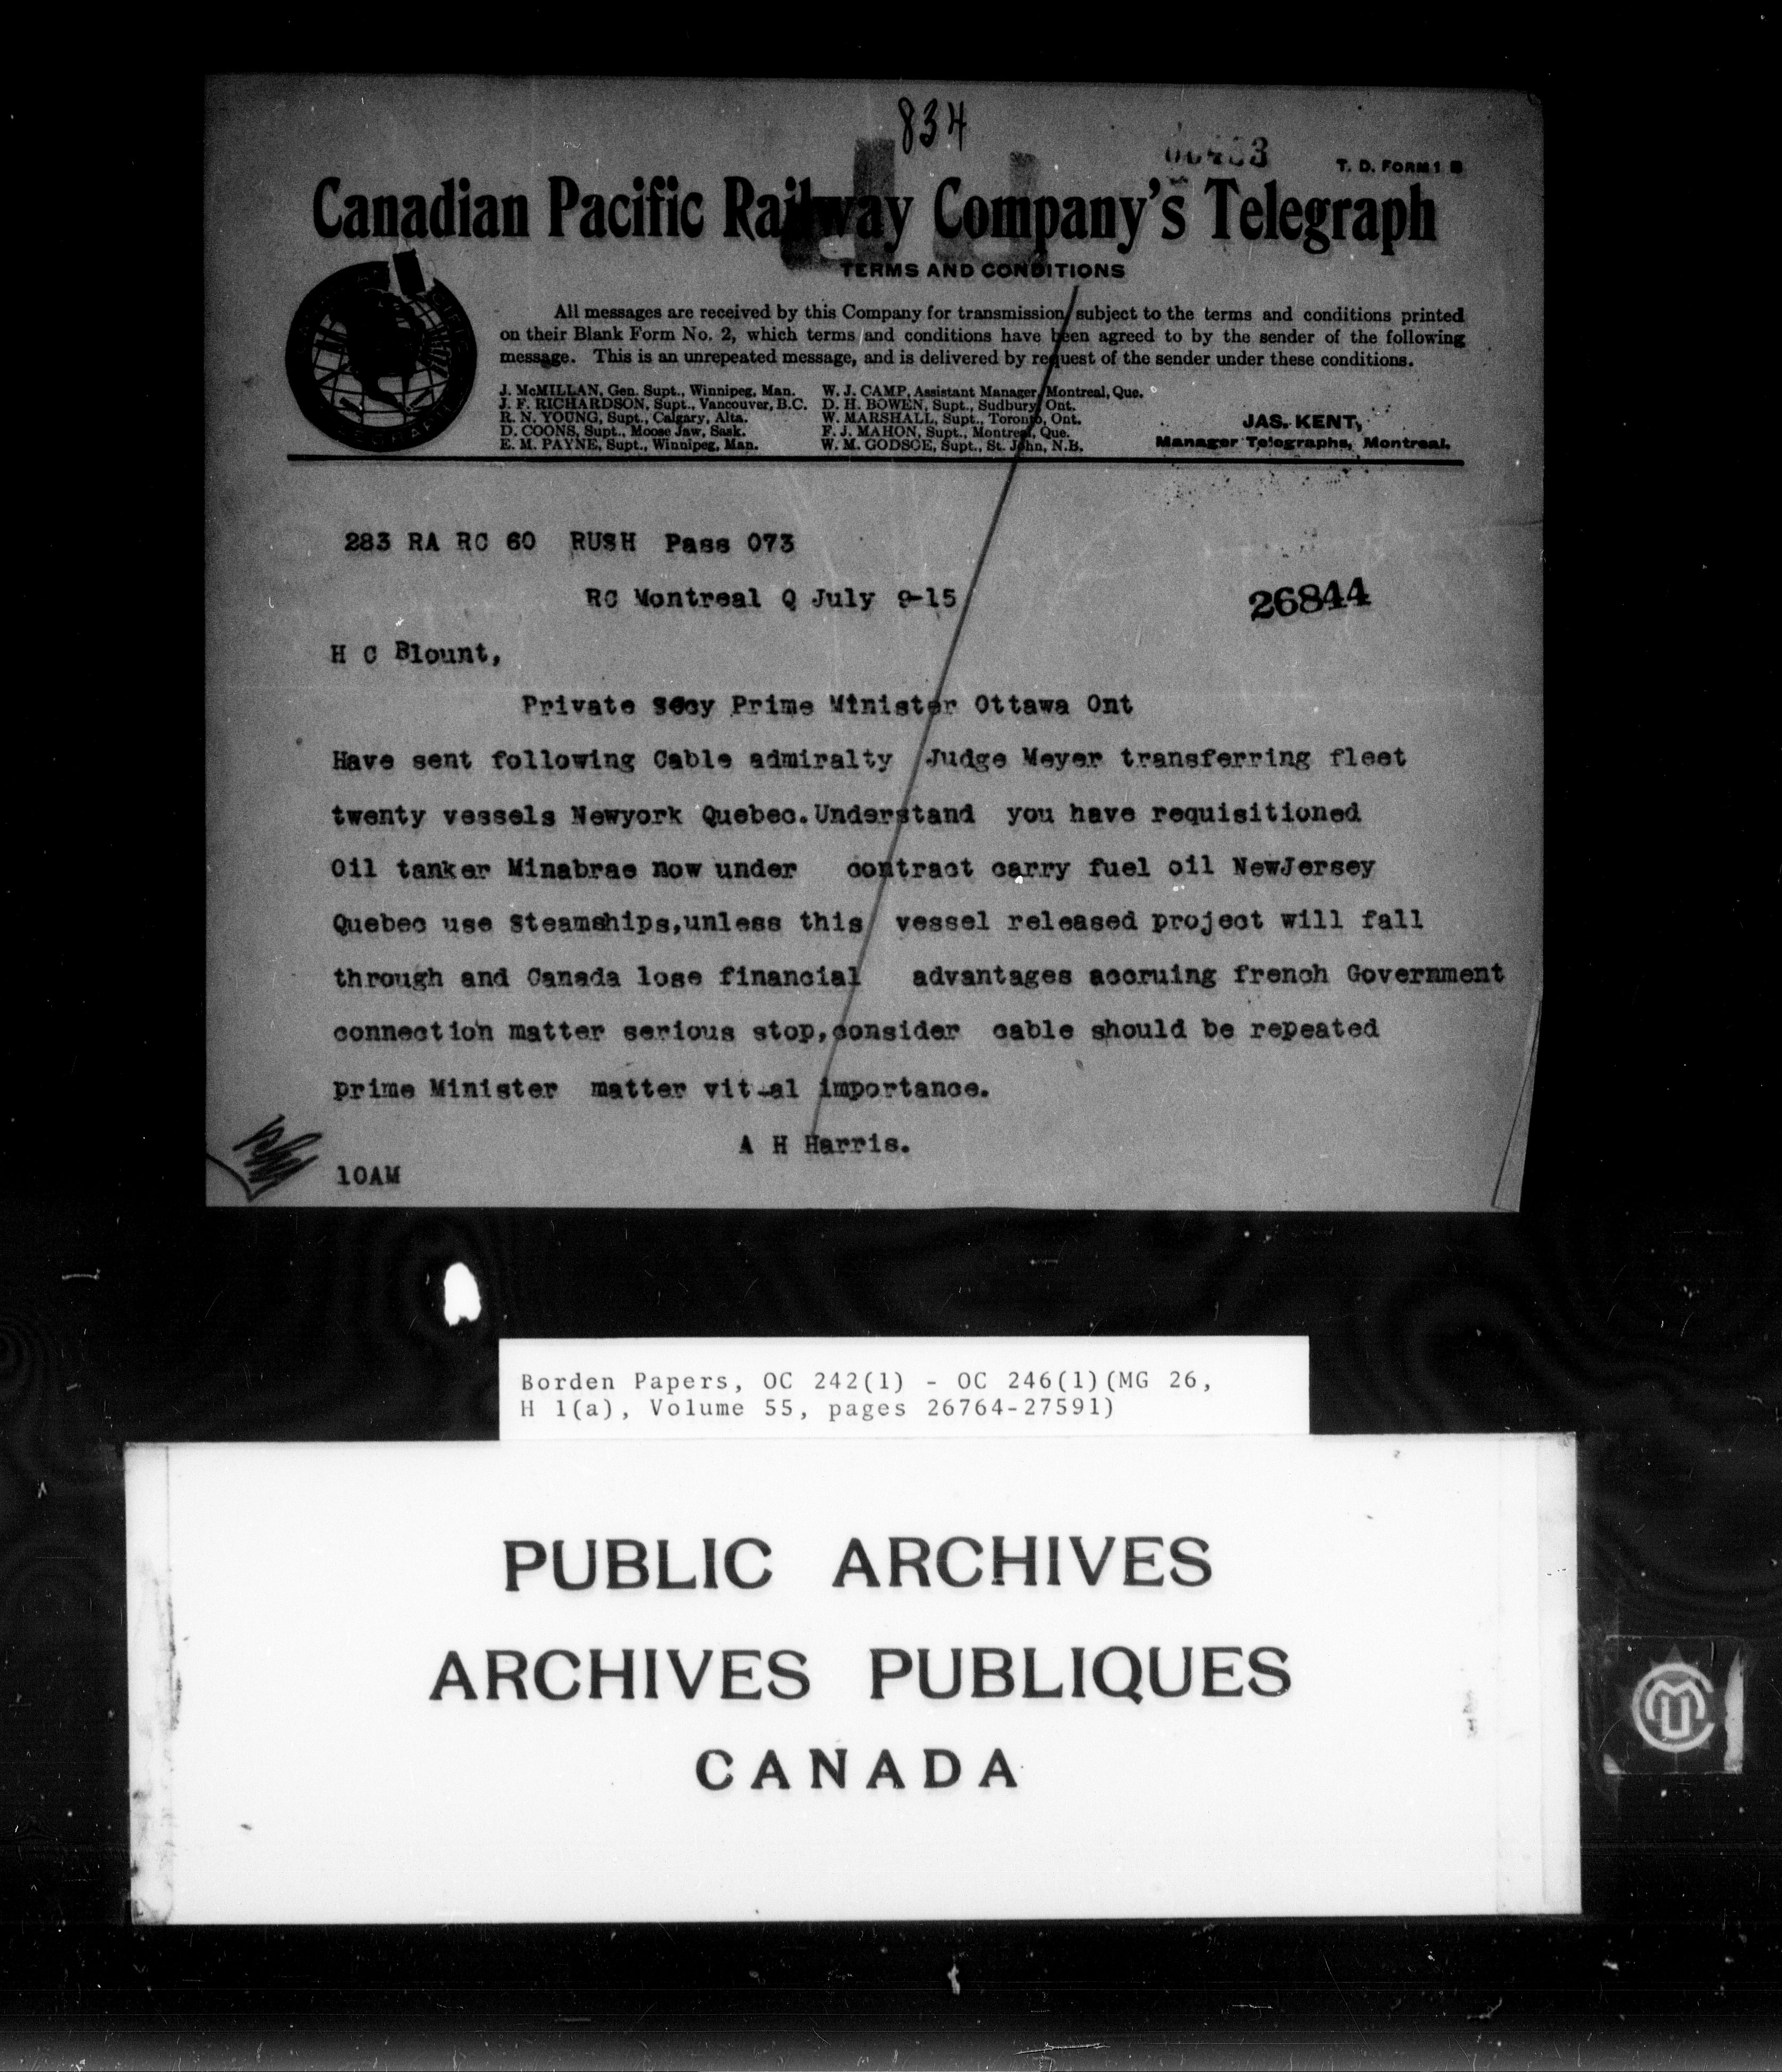 834
T. D. FORM 1 B
Canadian Pacific Railway Company's Telegraph
TERMS AND CONDITIONS
All messages are received by this Company for transmission, subject to the terms and conditions printed
on their Blank Form No. 2, which terms and conditions have been agreed to by the sender of the following
message. This is an unrepeated message, and is delivered by request of the sender under these conditions.
J. McMILLAN, Gen. Supt., Winnipeg, Man. W. J. CAMP, Assistant Manager, Montreal, Que.
J. F. RICHARDSON, Supt., Vancouver, B.C. D. H. BOWEN, Supt., Sudbury, Ont.
R. N. YOUNG, Supt., Calgary, Alta. W. MARSHALL, Supt., Toronto, Ont.
D. COONS, Supt., Moose Jaw, Sask. F. J. MAHON, Supt., Montreal, Que.
E. M. PAYNE, Supt., Winnipeg, Man. W. M. GODSOE, Supt., St. John, N.B.
JAS. KENT,
Manager Telegraphs, Montreal.
283 RA RC 60 RUSH Pass 073
RC Montreal Q July 9-15
26844
H C Blount,
Private secy Prime Minister Ottawa Ont
Have sent following Cable admiralty Judge Meyer transferring fleet
twenty vessels Newyork Quebec.Understand you have requisitioned
Oil tanker Minabrae now under contract carry fuel oil NewJersey
Quebec use steamships,unless this vessel released project will fall
through and Canada lose financial advantages accruing french Government
connection matter serious stop,consider cable should be repeated
prime Minister matter vit-al importance.
A H Harris.
10AM
Borden Papers, OC 242(1) - OC 246(1)(MG 26,
H 1(a), Volume 55, pages 26764-27591)
PUBLIC ARCHIVES
ARCHIVES PUBLIQUES
CANADA